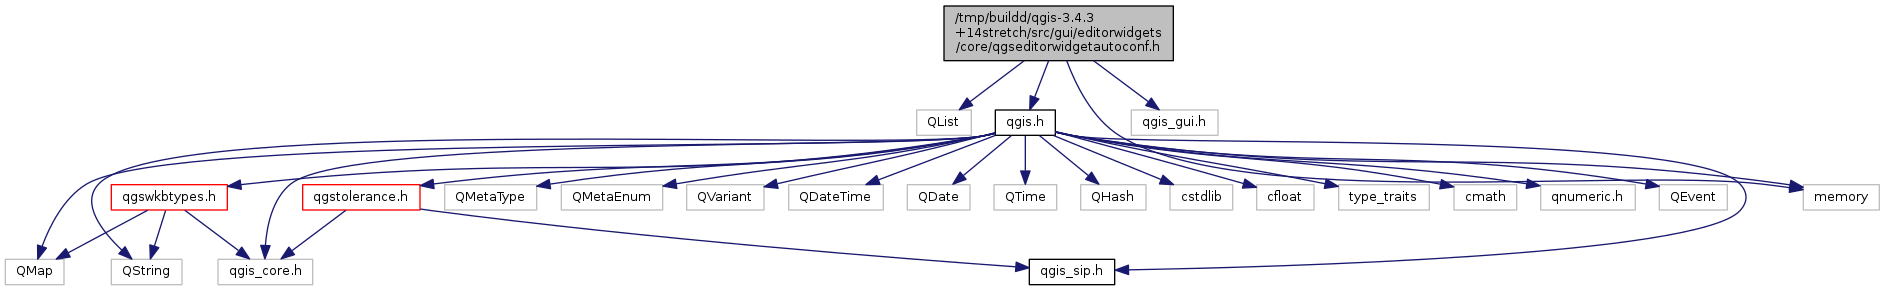 /tmp/buildd/qgis-3.4.3
+14stretch/src/gui/editorwidgets
/core/qgseditorwidgetautoconf.h
QList
qgis.h
qgis_gui.h
qgswkbtypes.h
qgstolerance.h
QMetaType
QMetaEnum
QVariant
QDateTime
QDate
QTime
QHash
cstdlib
cfloat
type_traits
cmath
qnumeric.h
QEvent
memory
QMap
QString
qgis_core.h
qgis_sip.h